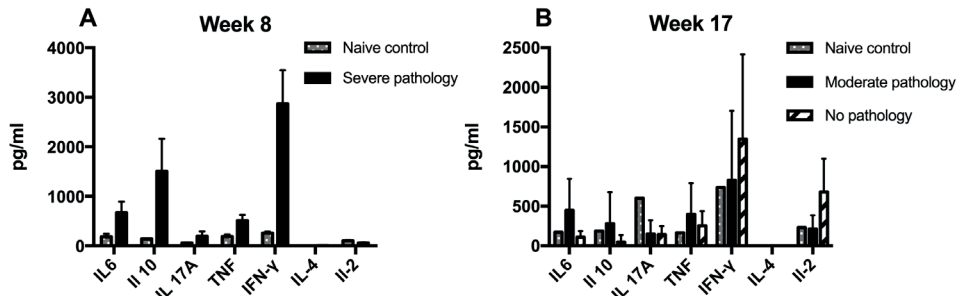 A
Week 8
Naive control
Severe pathology
pg/ml
4000
3000
2000
1000
0
IL6
Il 10
IL 17A
TNF
IFN-γ
IL-4
Il-2
B
Week 17
Naive control
Moderate pathology
No pathology
pg/ml
2500
2000
1500
1000
500
0
IL6
Il 10
IL 17A
TNF
IFN-γ
IL-4
Il-2